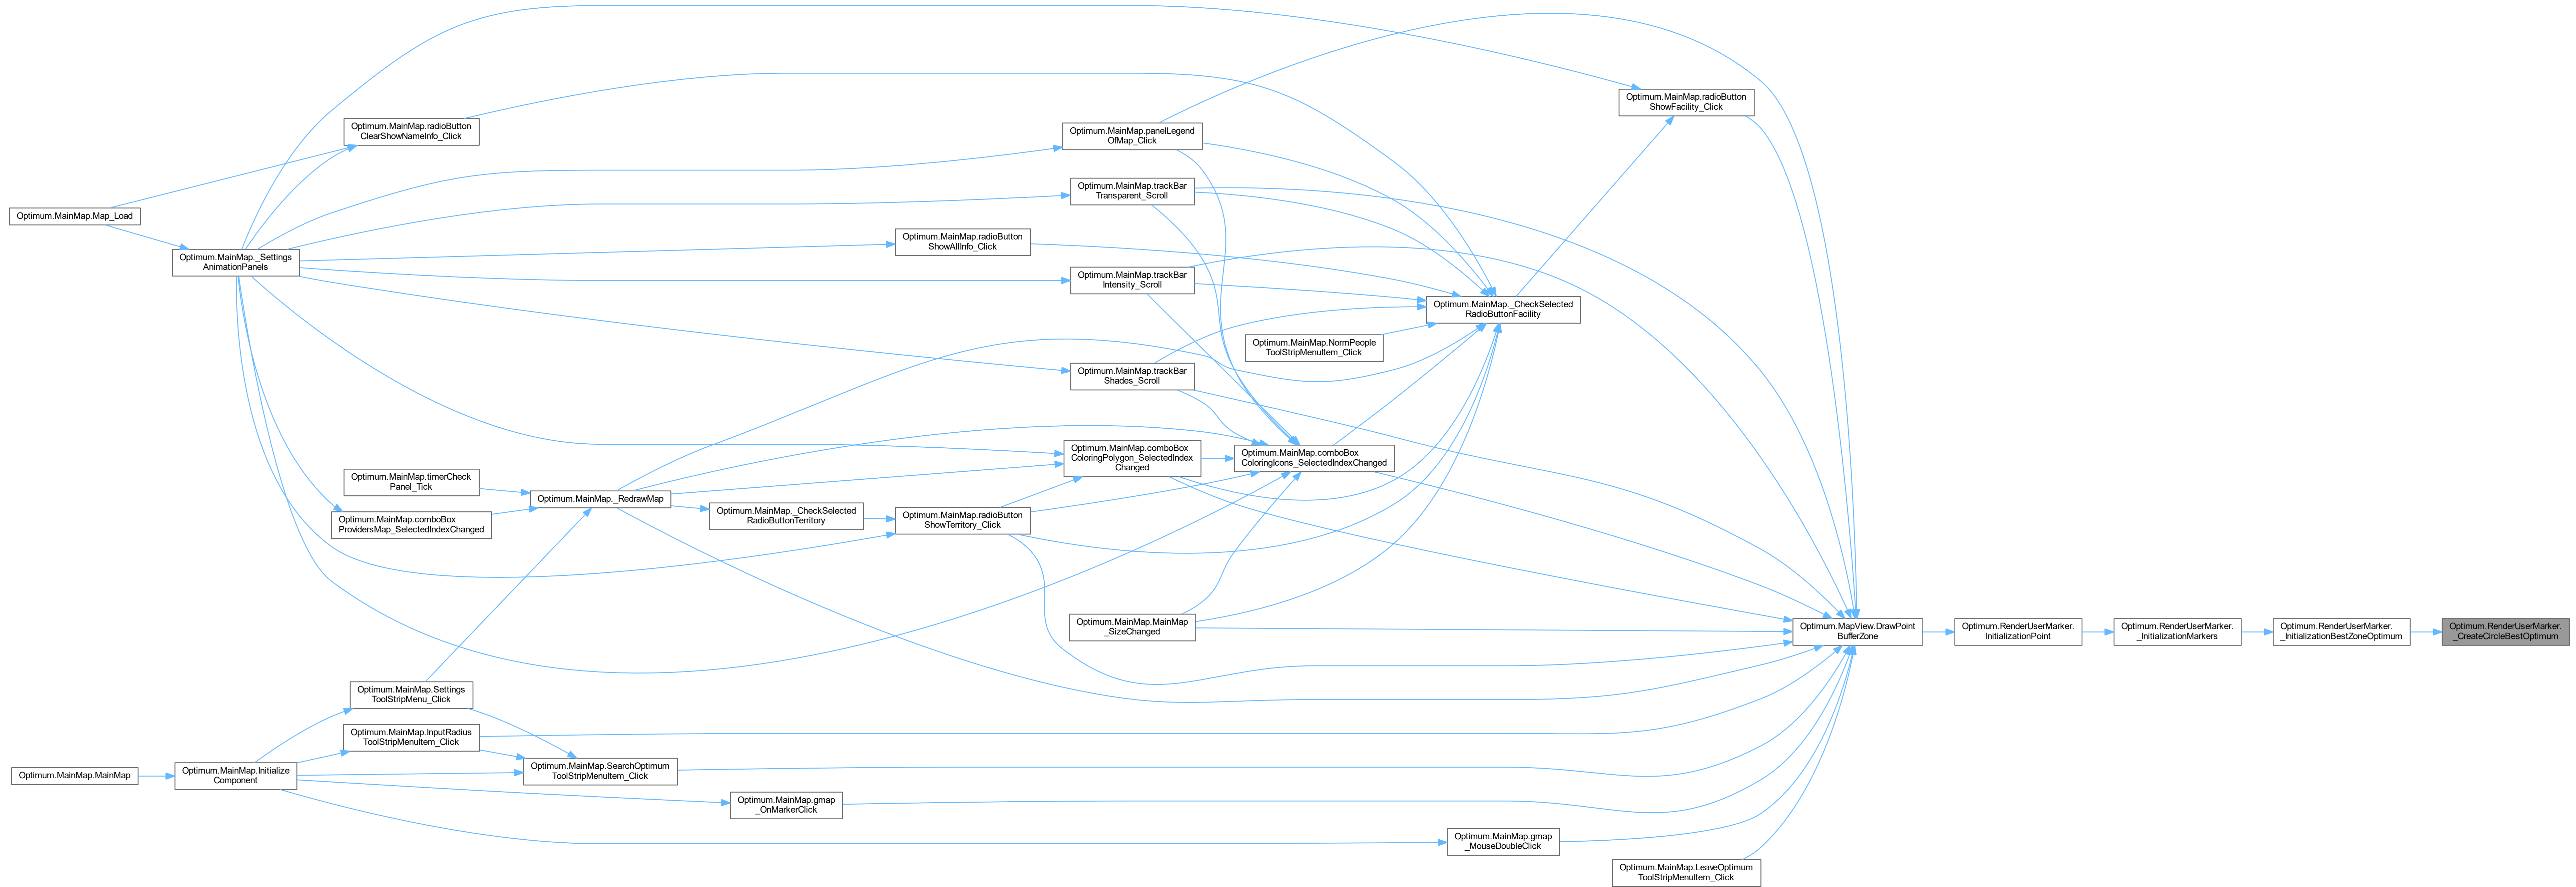 Optimum.MainMap.radioButton
ShowFacility_Click
Optimum.MainMap.radioButton
ClearShowNameInfo_Click
Optimum.MainMap.panelLegend
OfMap_Click
Optimum.MainMap.trackBar
Transparent_Scroll
Optimum.MainMap.Map_Load
Optimum.MainMap.radioButton
ShowAllInfo_Click
Optimum.MainMap._Settings
AnimationPanels
Optimum.MainMap.trackBar
Intensity_Scroll
Optimum.MainMap._CheckSelected
RadioButtonFacility
Optimum.MainMap.NormPeople
ToolStripMenuItem_Click
Optimum.MainMap.trackBar
Shades_Scroll
Optimum.MainMap.comboBox
ColoringPolygon_SelectedIndex
Changed
Optimum.MainMap.comboBox
ColoringIcons_SelectedIndexChanged
Optimum.MainMap.timerCheck
Panel_Tick
Optimum.MainMap._RedrawMap
Optimum.MainMap.comboBox
ProvidersMap_SelectedIndexChanged
Optimum.MainMap._CheckSelected
RadioButtonTerritory
Optimum.MainMap.radioButton
ShowTerritory_Click
Optimum.MainMap.MainMap
_SizeChanged
Optimum.MapView.DrawPoint
BufferZone
Optimum.RenderUserMarker.
InitializationPoint
Optimum.RenderUserMarker.
_InitializationMarkers
Optimum.RenderUserMarker.
_InitializationBestZoneOptimum
Optimum.RenderUserMarker.
_CreateCircleBestOptimum
Optimum.MainMap.Settings
ToolStripMenu_Click
Optimum.MainMap.InputRadius
ToolStripMenuItem_Click
Optimum.MainMap.MainMap
Optimum.MainMap.Initialize
Component
Optimum.MainMap.SearchOptimum
ToolStripMenuItem_Click
Optimum.MainMap.gmap
_OnMarkerClick
Optimum.MainMap.gmap
_MouseDoubleClick
Optimum.MainMap.LeaveOptimum
ToolStripMenuItem_Click